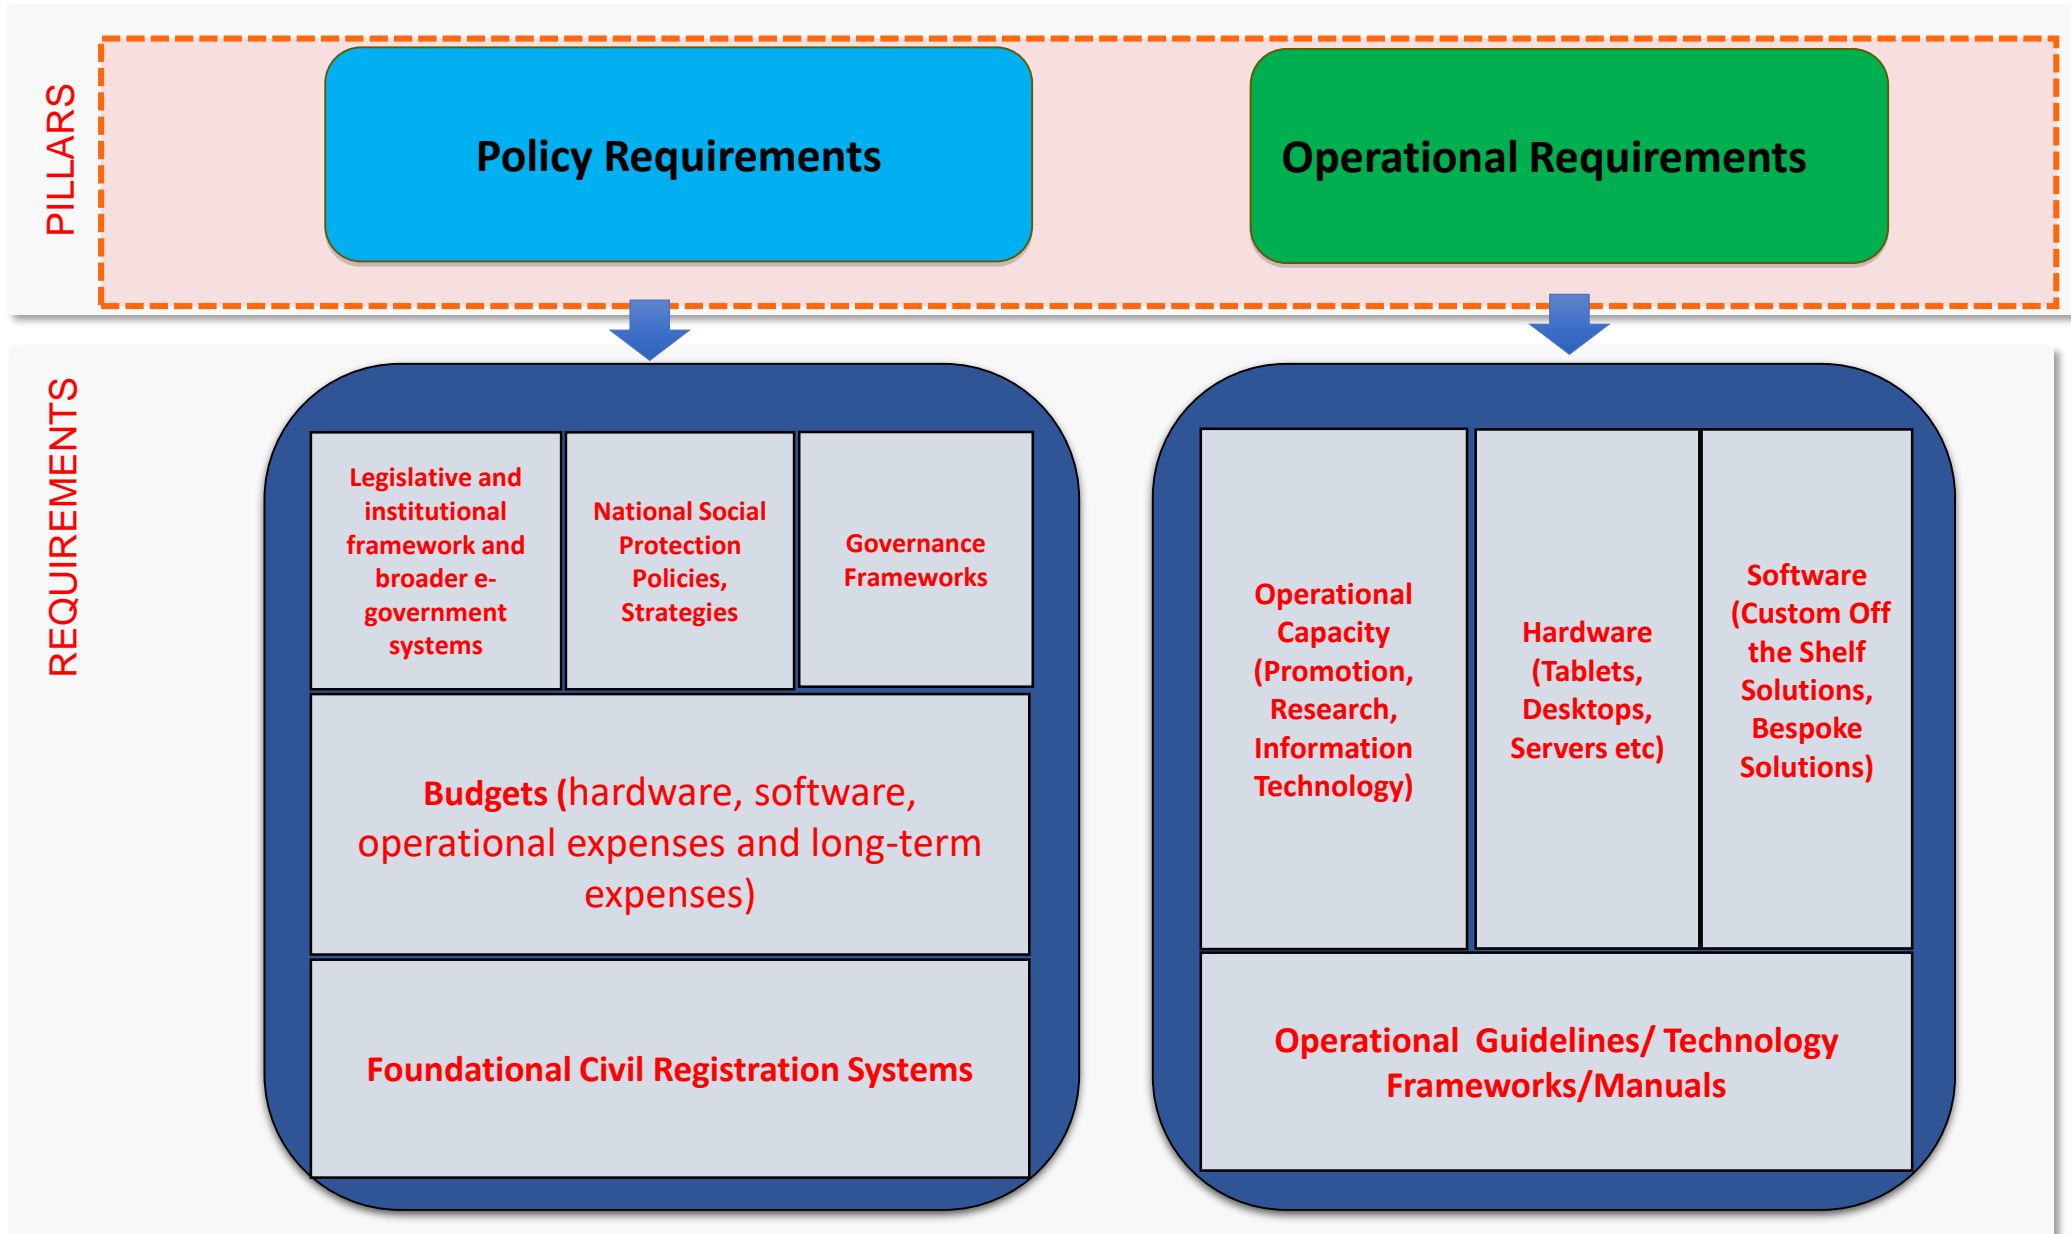 PILLARS
Policy Requirements
Operational Requirements
REQUIREMENTS
Legislative and
institutional
framework and
broader e-
government
systems
National Social
Protection
Policies,
Strategies
Governance
Frameworks
Budgets (hardware, software,
operational expenses and long-term
expenses)
Foundational Civil Registration Systems
Operational
Capacity
(Promotion,
Research,
Information
Technology)
Hardware
(Tablets,
Desktops,
Servers etc)
Software
(Custom Off
the Shelf
Solutions,
Bespoke
Solutions)
Operational Guidelines/ Technology
Frameworks/Manuals